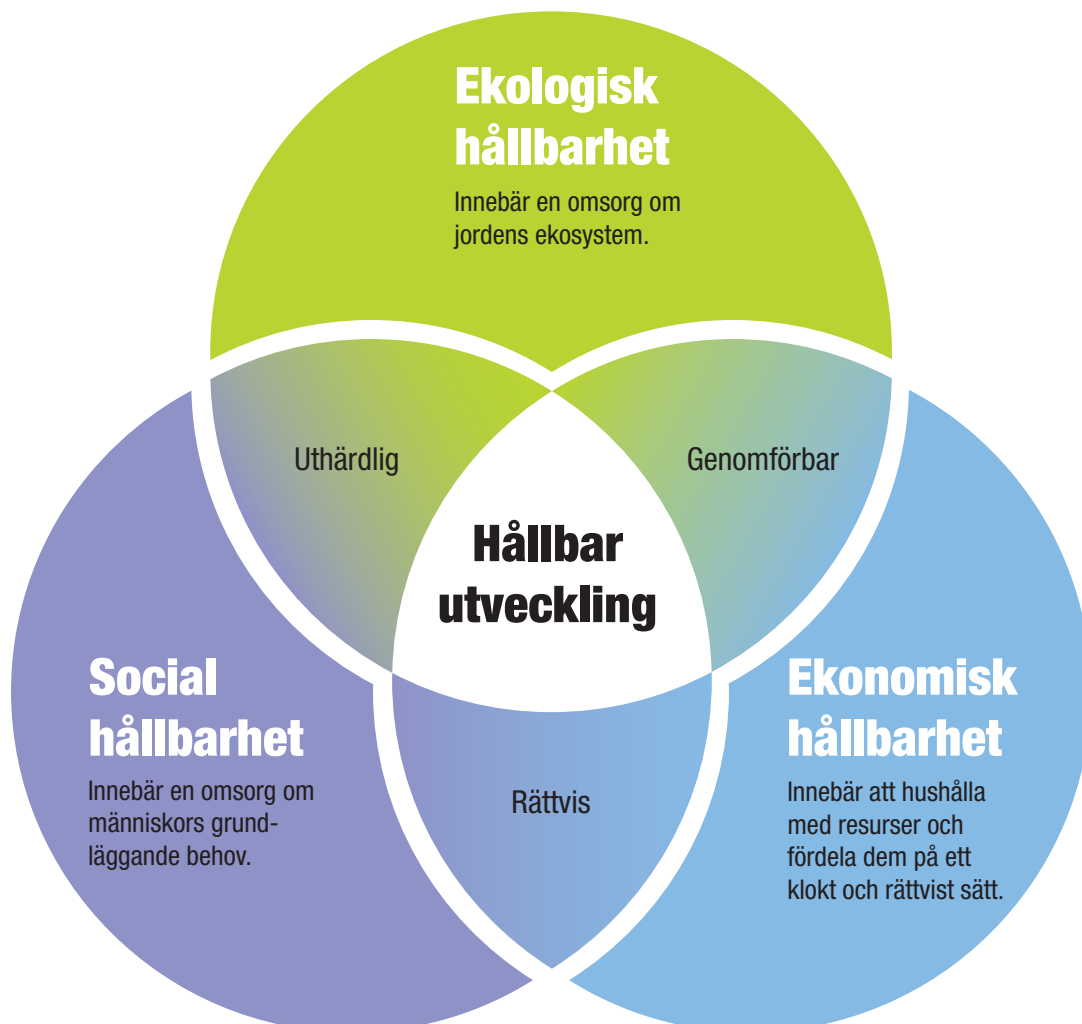 Ekologisk
hållbarhet
Innebär en omsorg om
jordens ekosystem.
Uthärdlig
Genomförbar
Hållbar
utveckling
Social
hållbarhet
Innebär en omsorg om
människors grund-
läggande behov.
Rättvis
Ekonomisk
hållbarhet
Innebär att hushålla
med resurser och
fördela dem på ett
klokt och rättvist sätt.